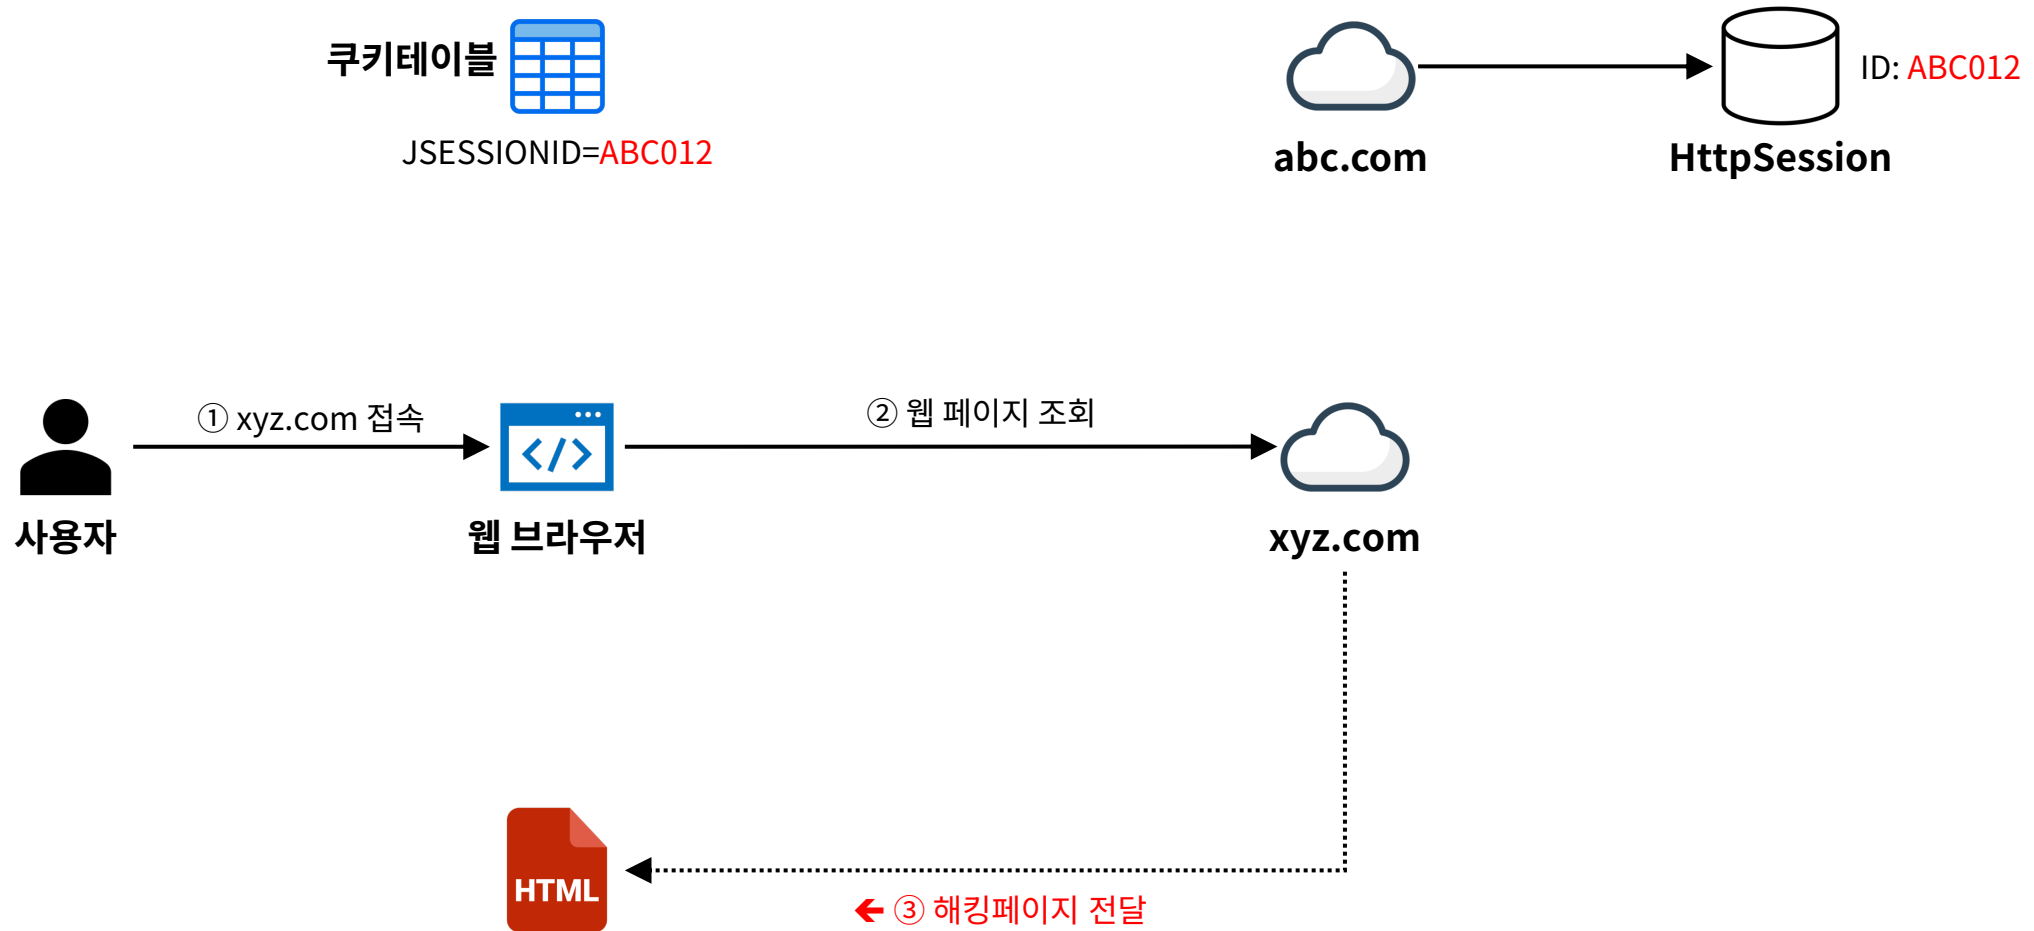 쿠키테이블
JSESSIONID=ABC012
abc.com
HttpSession
ID: ABC012
① xyz.com 접속
② 웹 페이지 조회
</>
사용자
웹 브라우저
xyz.com
HTML
← ③ 해킹페이지 전달